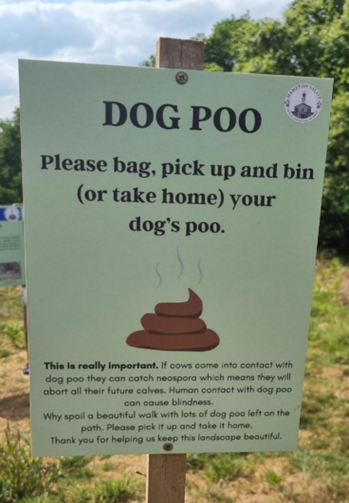 DOG POO
Please bag, pick up and bin
(or take home) your
dog's poo.
This is really important. If cows come into contact with
dog poo they can catch neospora which means they will
abort all their future calves. Human contact with dog poo
can cause blindness.
Why spoil a beautiful walk with lots of dog poo left on the
path. Please pick it up and take it home.
Thank you for helping us keep this landscape beautiful.